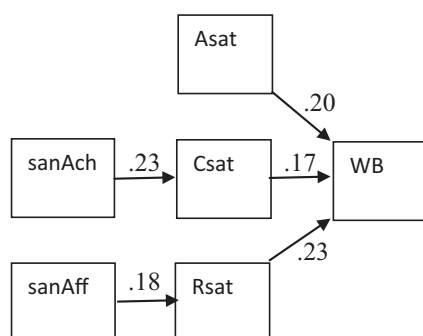 Asat
.20
sanAch
.23
Csat
.17
WB
.23
sanAff
.18
Rsat